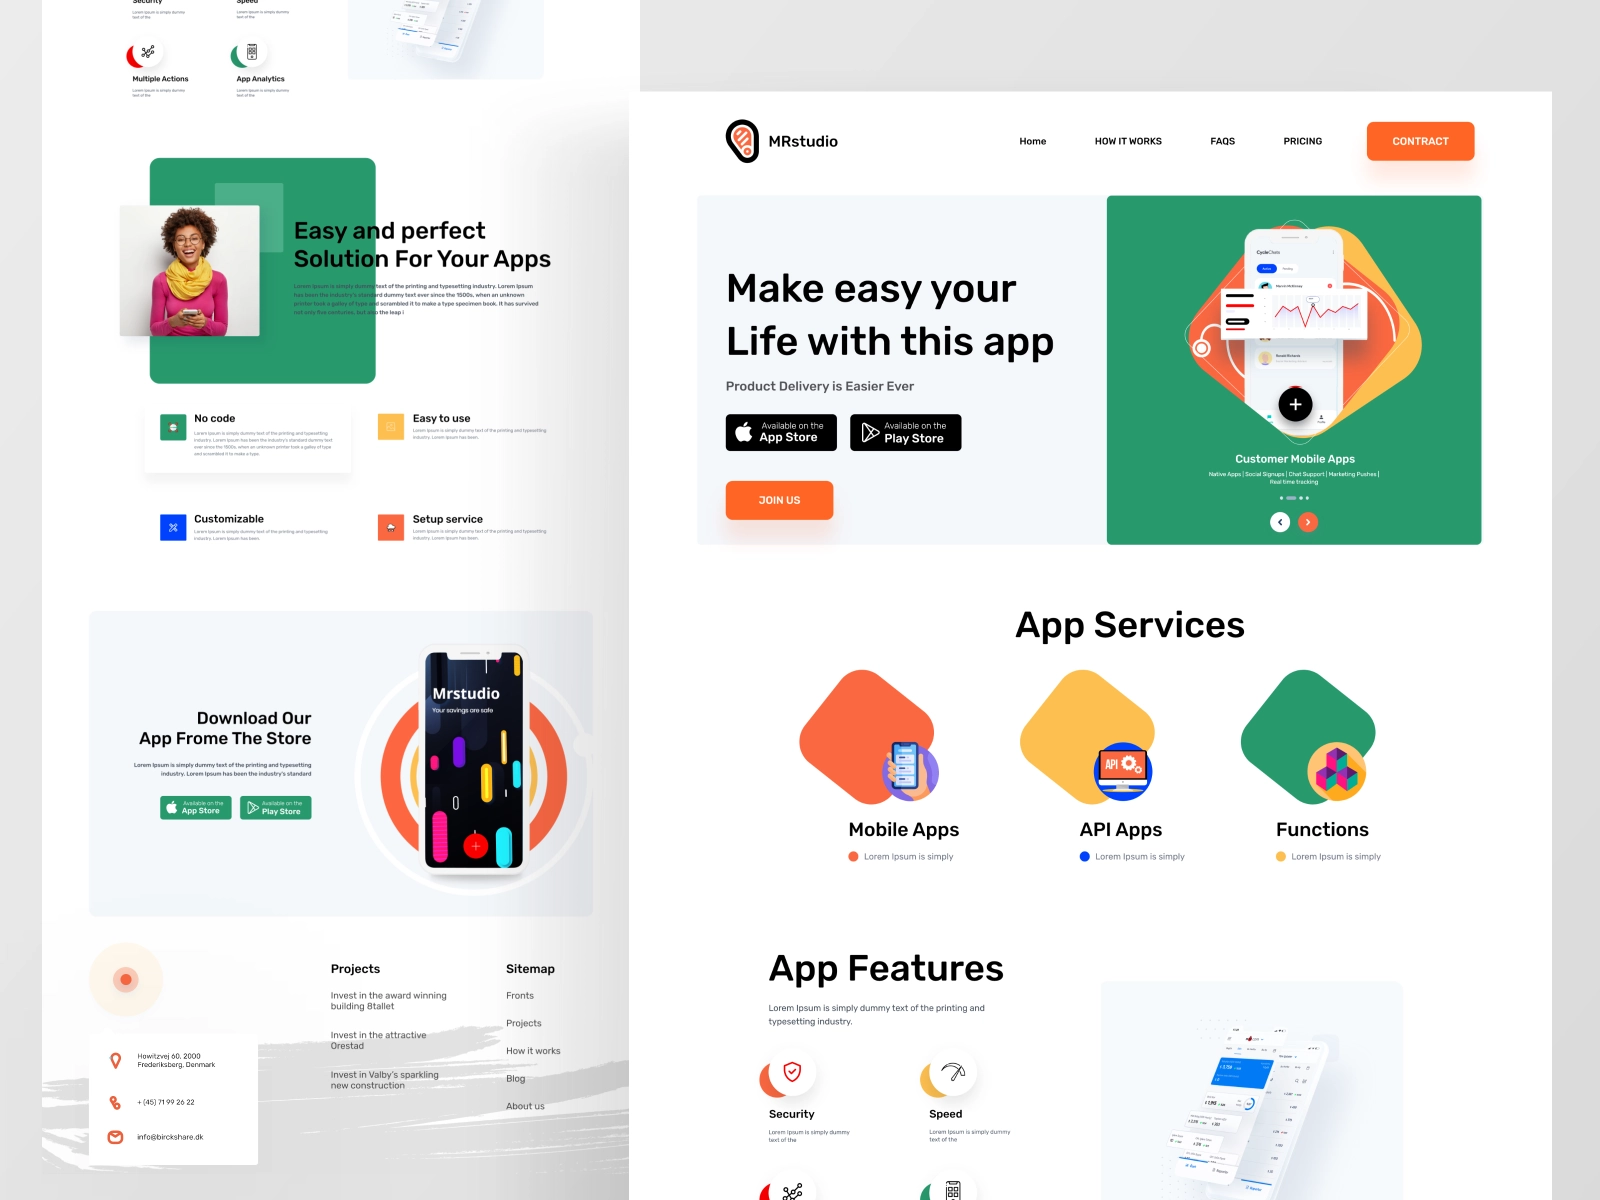 Security
Lorem Ipsum is simply dummy
text of the
Speed
Lorem Ipsum is simply dummy
text of the
Multiple Actions
Lorem Ipsum is simply dummy
text of the
App Analytics
Lorem Ipsum is simply dummy
text of the
Easy and perfect
Solution For Your Apps
Lorem Ipsum is simply dummy text of the printing and typesetting industry. Lorem Ipsum
has been the industry's standard dummy text ever since the 1500s, when an unknown
printer took a galley of type and scrambled it to make a type specimen book. It has survived
not only five centuries, but also the leap i
No code
Lorem Ipsum is simply dummy text of the printing and typesetting
industry. Lorem Ipsum has been the industry's standard dummy text
ever since the 1500s, when an unknown printer took a galley of type
and scrambled it to make a type.
Easy to use
Lorem Ipsum is simply dummy text of the printing and typesetting
industry. Lorem Ipsum has been.
Customizable
Lorem Ipsum is simply dummy text of the printing and typesetting
industry. Lorem Ipsum has been.
Setup service
Lorem Ipsum is simply dummy text of the printing and typesetting
industry. Lorem Ipsum has been
Download Our
App Frome The Store
Lorem Ipsum is simply dummy text of the printing and typesetting
industry. Lorem Ipsum has been the industry's standard
Available on the
App Store
Available on the
Play Store
Mrstudio
Your savings are safe
Howitzvej 60, 2000
Frederiksberg, Denmark
+ (45) 71 99 26 22
info@birckshare.dk
Projects
Invest in the award winning
building 8tallet
Invest in the attractive
Orestad
Invest in Valby's sparkling
new construction
Sitemap
Fronts
Projects
How it works
Blog
About us
MRstudio
Home
HOW IT WORKS
FAQS
PRICING
CONTRACT
Make easy your
Life with this app
Product Delivery is Easier Ever
Available on the
App Store
Available on the
Play Store
JOIN US
CycleChats
Marvin McKinney
Ronald Richards
Customer Mobile Apps
Native Apps | Social Signups | Chat Support | Marketing Pushes |
Real time tracking
App Services
API
Mobile Apps
Lorem Ipsum is simply
API Apps
Lorem Ipsum is simply
Functions
Lorem Ipsum is simply
App Features
Lorem Ipsum is simply dummy text of the printing and
typesetting industry.
Security
Lorem Ipsum is simply dummy
text of the
Speed
Lorem Ipsum is simply dummy
text of the